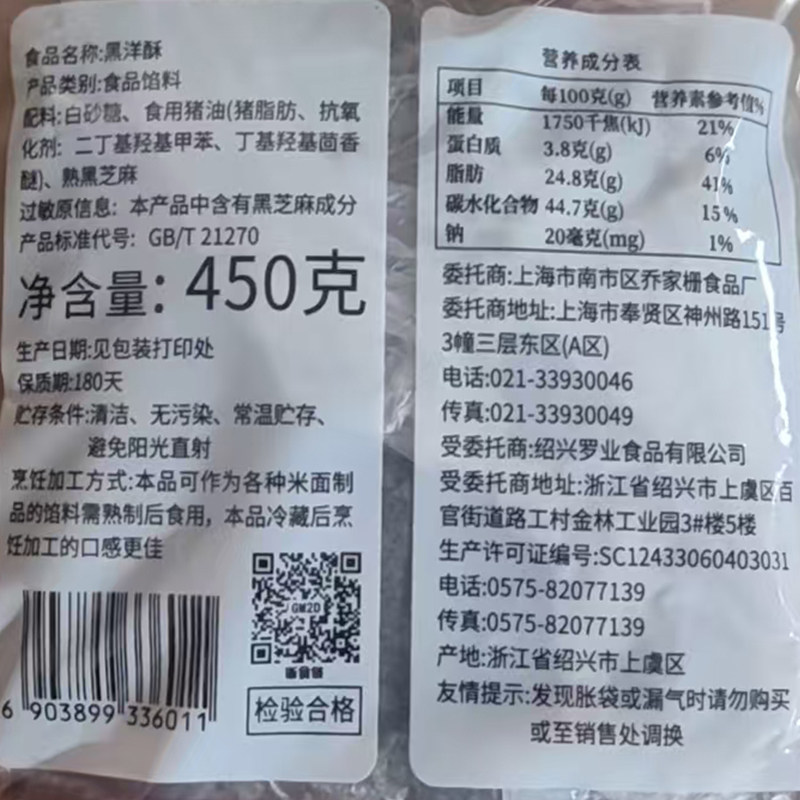 食品名称:黑洋酥
产品类别:食品馅料
配料:白砂糖、食用猪油(猪脂肪、抗氧
化剂: 二丁基羟基甲苯、丁基羟基茴香
醚)、熟黑芝麻
过敏原信息: 本产品中含有黑芝麻成分
产品标准代号: GB/T 21270
净含量: 450克
生产日期:见包装打印处
保质期:180天
贮存条件:清洁、无污染、常温贮存、
避免阳光直射
烹饪加工方式:本品可作为各种米面制
品的馅料需熟制后食用, 本品冷藏后烹
饪加工的口感更佳
GM2D
6 903899 336011
检验合格
营养成分表
项目 每100克(g) 营养素参考值%
能量 1750千焦(kJ) 21%
蛋白质 3.8克(g) 6%
脂肪 24.8克(g) 41%
碳水化合物 44.7克(g) 15%
钠 20毫克(mg) 1%
委托商:上海市南市区乔家栅食品厂
委托商地址:上海市奉贤区神州路151号
3幢三层东区(A区)
电话:021-33930046
传真:021-33930049
受委托商:绍兴罗业食品有限公司
受委托商地址:浙江省绍兴市上虞区百
官街道路工村金林工业园3#楼5楼
生产许可证编号:SC12433060403031
电话:0575-82077139
传真:0575-82077139
产地:浙江省绍兴市上虞区
友情提示:发现胀袋或漏气时请勿购买
或至销售处调换